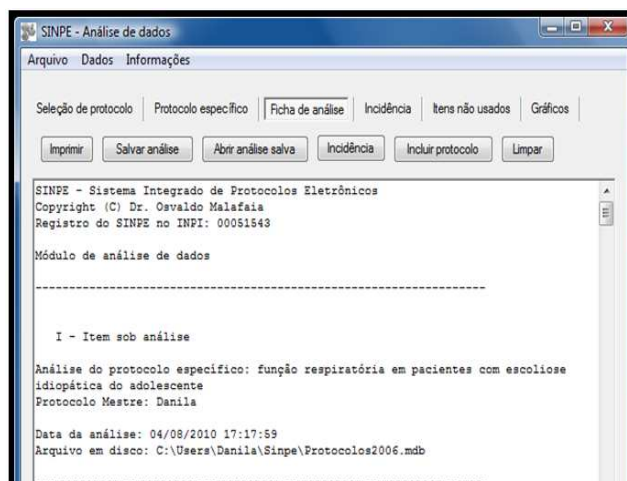 SINPE - Análise de dados
Arquivo Dados Informações
Seleção de protocolo Protocolo específico Ficha de análise Incidência Itens não usados Gráficos
Imprimir Salvar análise Abrir análise salva Incidência Incluir protocolo Limpar
SINPE - Sistema Integrado de Protocolos Eletrônicos
Copyright (C) Dr. Osvaldo Malafaia
Registro do SINPE no INPI: 00051543
Módulo de análise de dados
--------------------------------------------------------------------
I - Item sob análise
Análise do protocolo específico: função respiratória em pacientes com escoliose
idiopática do adolescente
Protocolo Mestre: Danila
Data da análise: 04/08/2010 17:17:59
Arquivo em disco: C:\Users\Danila\Sinpe\Protocolos2006.mdb